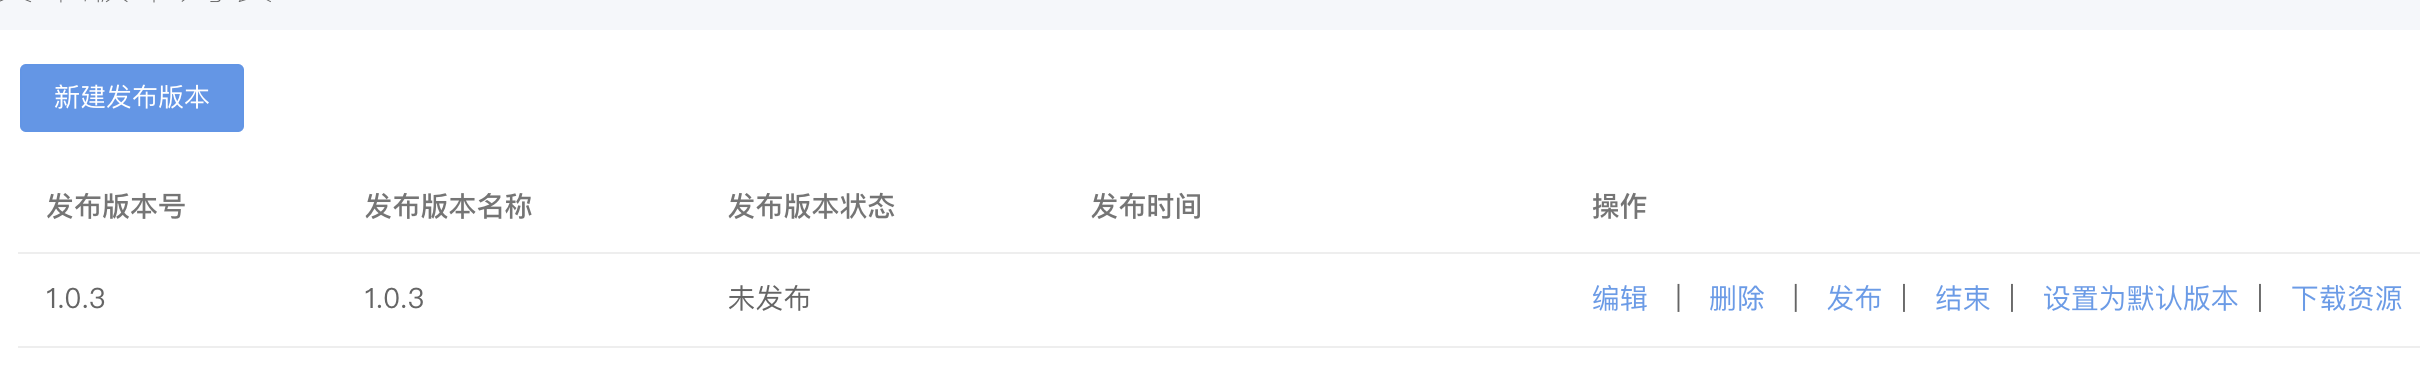 新建发布版本
发布版本号 发布版本名称 发布版本状态 发布时间 操作
1.0.3 1.0.3 未发布 编辑 | 删除 | 发布 | 结束 | 设置为默认版本 | 下载资源